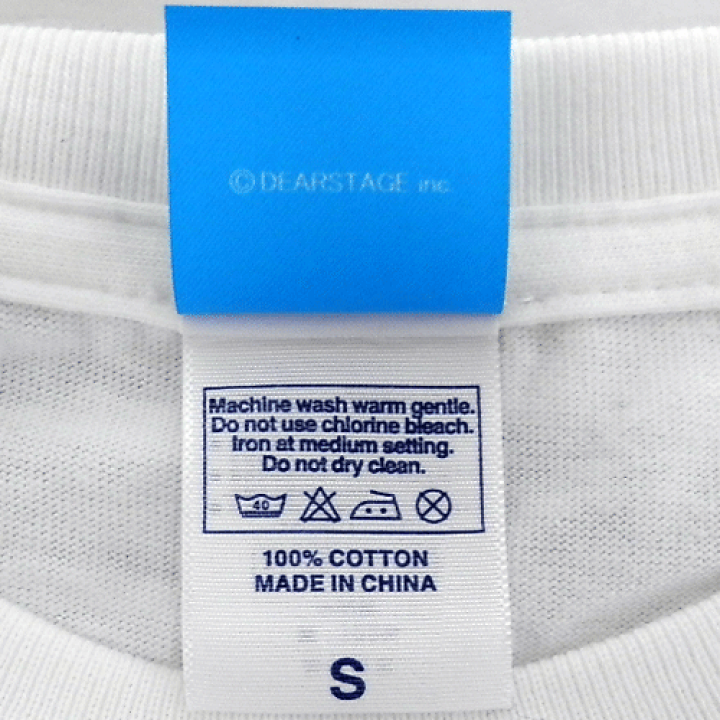 © DEARSTAGE inc.
Machine wash warm gentle.
Do not use chlorine bleach.
Iron at medium setting.
Do not dry clean.
40
100% COTTON
MADE IN CHINA
S